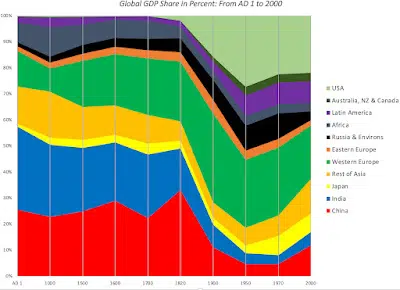 Global GDP Share in Percent: From AD 1 to 2000
100%
90%
80%
70%
60%
50%
40%
30%
20%
10%
0%
AD 1
1000
1500
1600
1700
1820
1900
1950
1970
2000
USA
Australia, NZ & Canada
Latin America
Africa
Russia & Environs
Eastern Europe
Western Europe
Rest of Asia
Japan
India
China